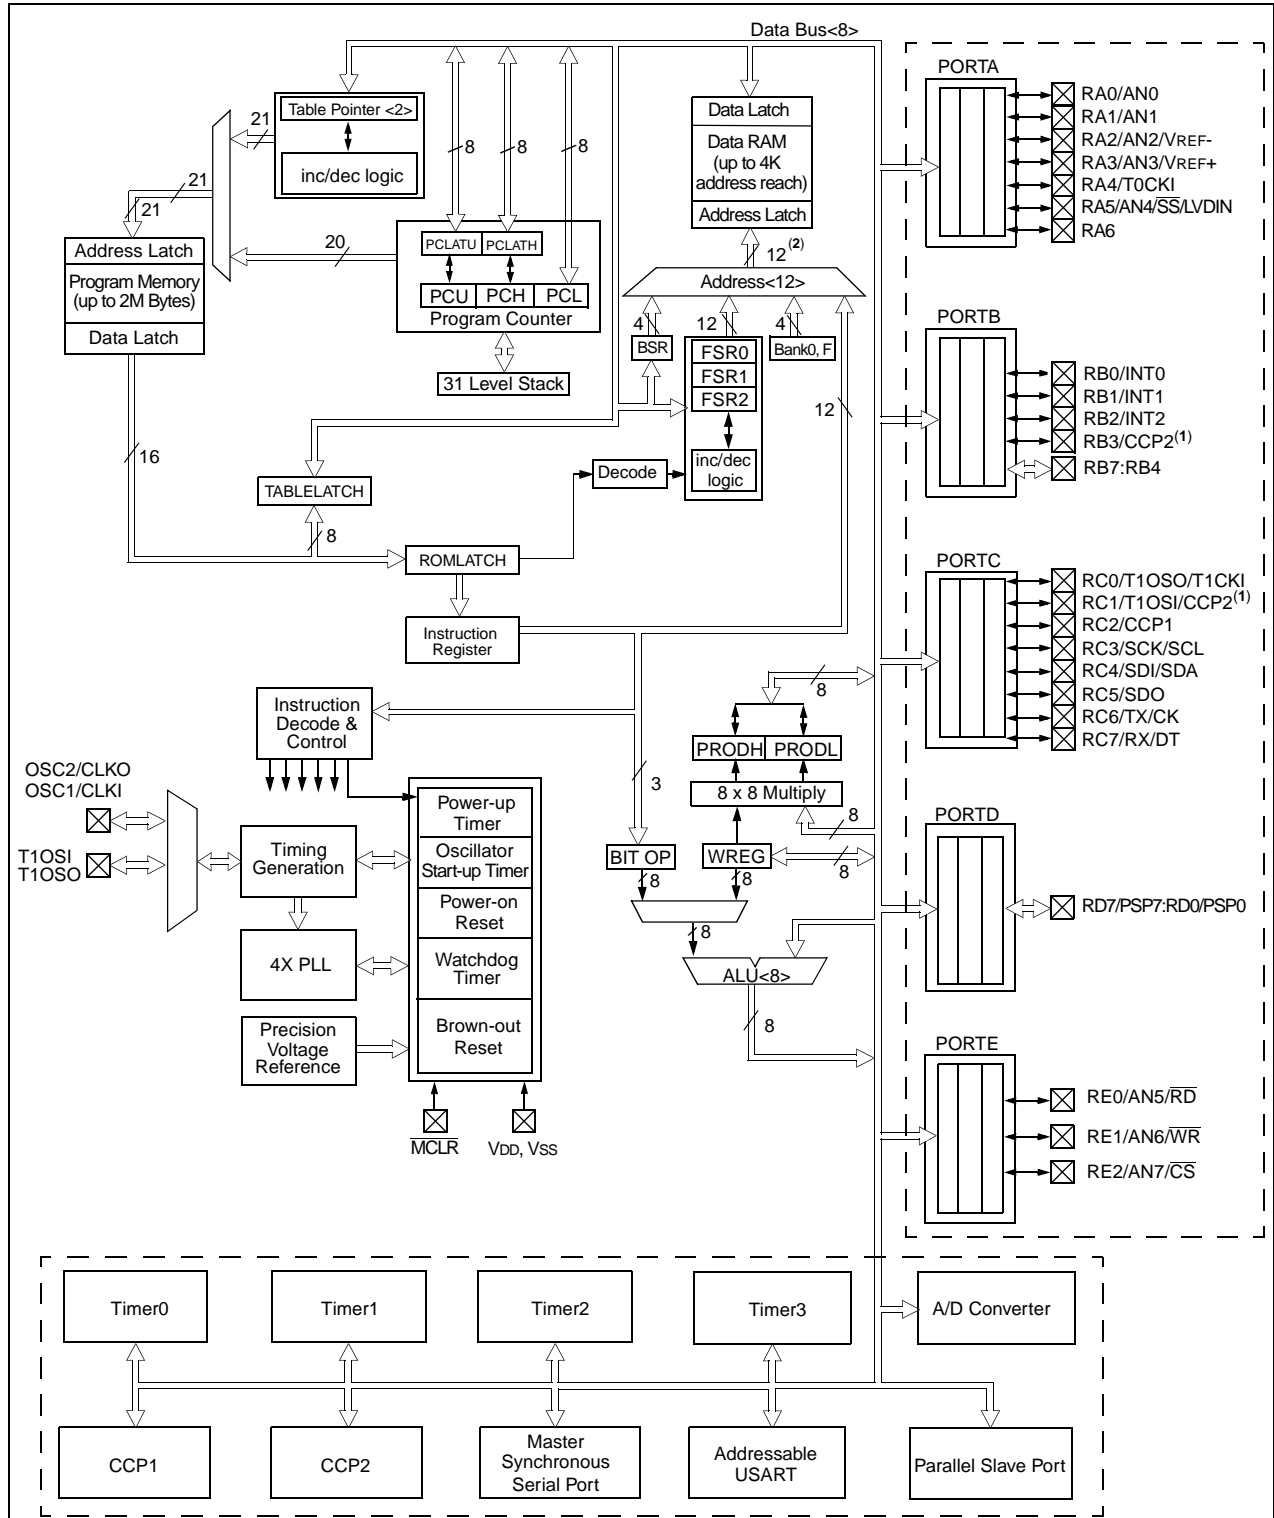 Data Bus<8>
PORTA
Table Pointer <2>
inc/dec logic
21
8
8
8
Data Latch
Data RAM
(up to 4K
address reach)
Address Latch
RA0/AN0
RA1/AN1
RA2/AN2/VREF-
RA3/AN3/VREF+
RA4/T0CKI
RA5/AN4/SS/LVDIN
RA6
21
21
Address Latch
Program Memory
(up to 2M Bytes)
Data Latch
20
PCLATU
PCLATH
PCU
PCH
PCL
Program Counter
31 Level Stack
12(2)
Address<12>
4
12
4
BSR
FSR0
FSR1
FSR2
Bank0, F
inc/dec
logic
12
PORTB
RB0/INT0
RB1/INT1
RB2/INT2
RB3/CCP2(1)
RB7:RB4
16
TABLELATCH
8
Decode
ROMLATCH
Instruction
Register
PORTC
RC0/T1OSO/T1CKI
RC1/T1OSI/CCP2(1)
RC2/CCP1
RC3/SCK/SCL
RC4/SDI/SDA
RC5/SDO
RC6/TX/CK
RC7/RX/DT
Instruction
Decode &
Control
8
PRODH
PRODL
8 x 8 Multiply
3
8
BIT OP
WREG
8
8
8
8
ALU<8>
8
OSC2/CLKO
OSC1/CLKI
T1OSI
T1OSO
Timing
Generation
4X PLL
Precision
Voltage
Reference
Power-up
Timer
Oscillator
Start-up Timer
Power-on
Reset
Watchdog
Timer
Brown-out
Reset
MCLR
VDD, VSS
PORTD
RD7/PSP7:RD0/PSP0
PORTE
RE0/AN5/RD
RE1/AN6/WR
RE2/AN7/CS
Timer0
Timer1
Timer2
Timer3
A/D Converter
CCP1
CCP2
Master
Synchronous
Serial Port
Addressable
USART
Parallel Slave Port